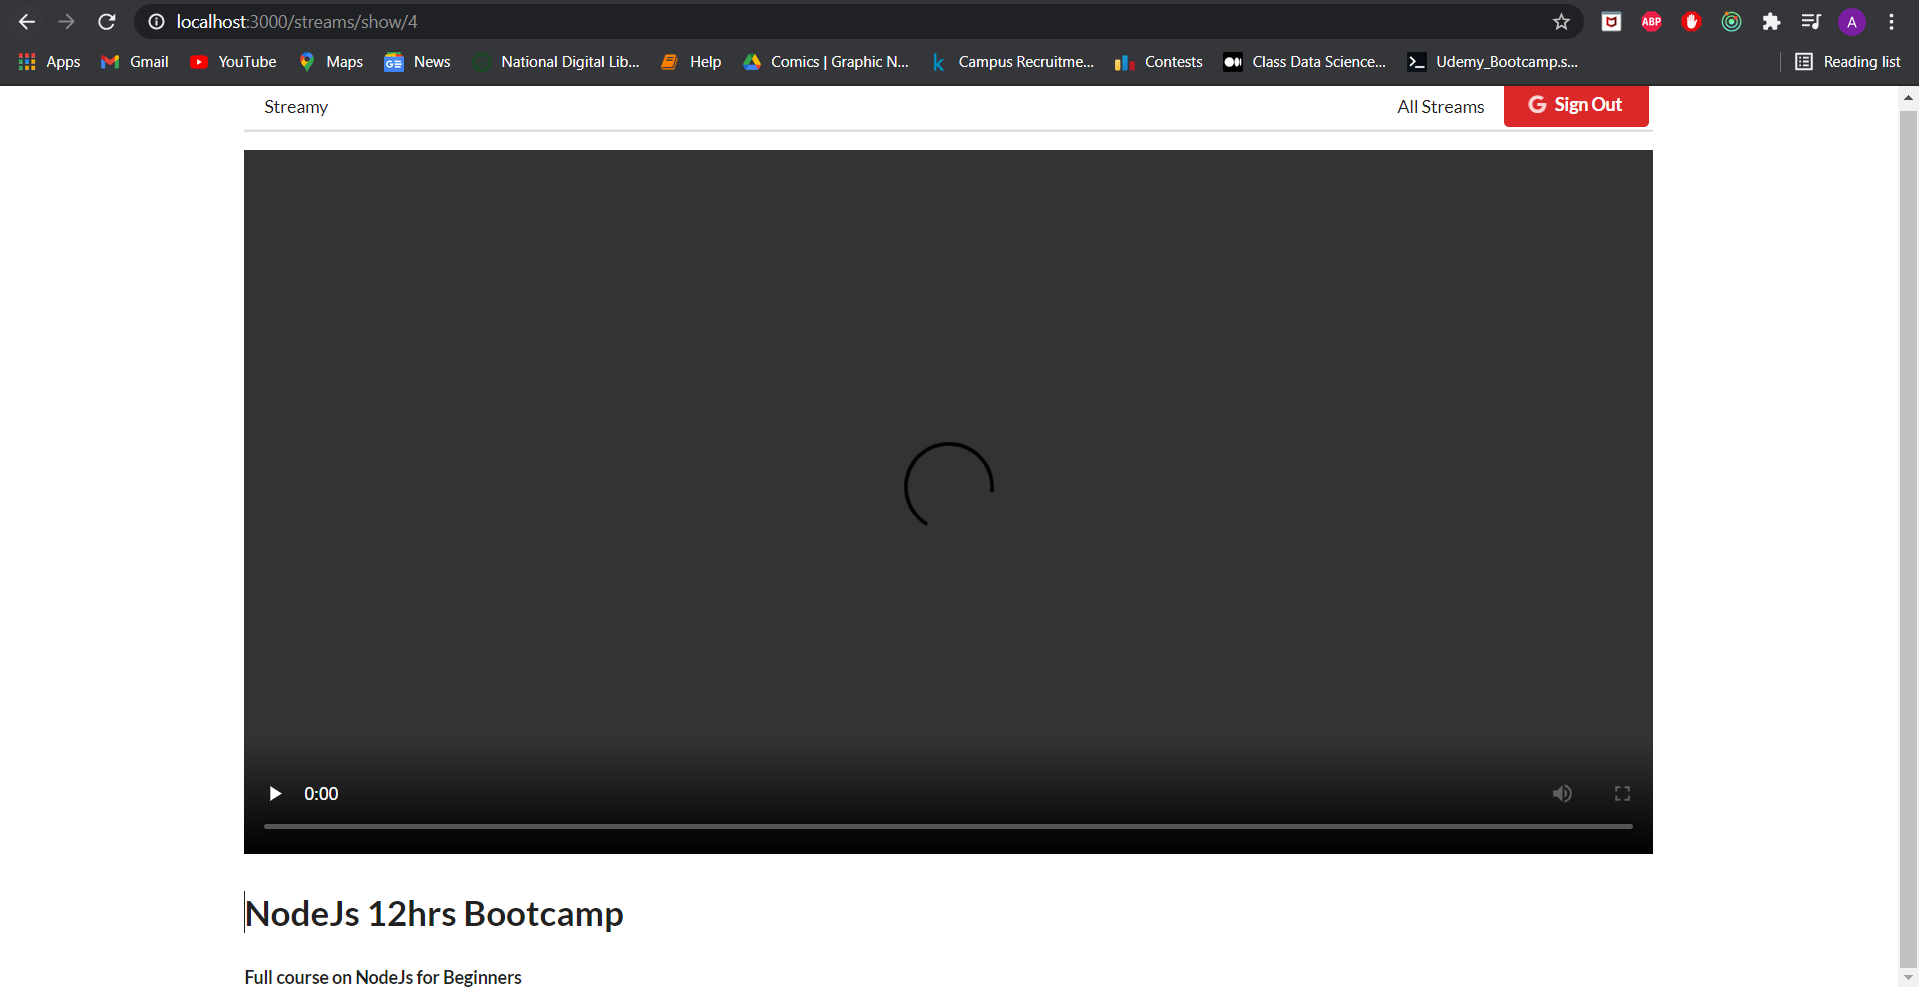 localhost:3000/streams/show/4
ABP
A
Apps Gmail YouTube Maps GE News National Digital Lib... Help Comics | Graphic N... k Campus Recruitme... Contests Class Data Science... Udemy_Bootcamp.s... Reading list
Streamy All Streams G Sign Out
0:00
NodeJs 12hrs Bootcamp
Full course on NodeJs for Beginners